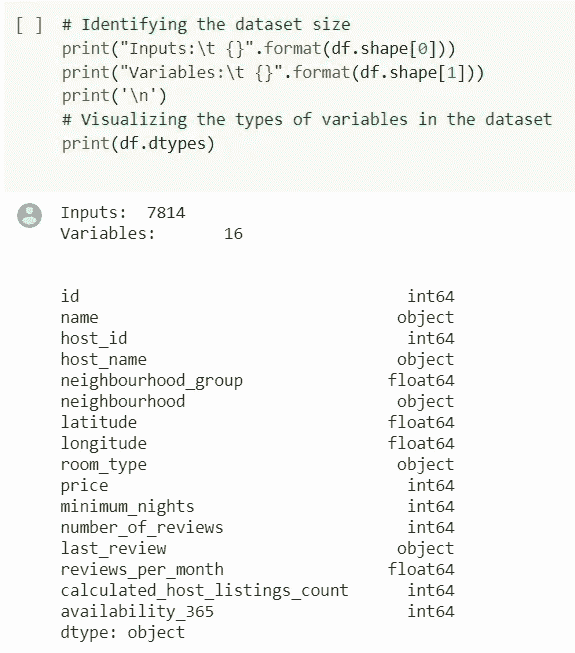 [ ] # Identifying the dataset size
print("Inputs:\t {}".format(df.shape[0]))
print("Variables:\t {}".format(df.shape[1]))
print('\n')
# Visualizing the types of variables in the dataset
print(df.dtypes)
Inputs: 7814
Variables: 16
id int64
name object
host_id int64
host_name object
neighbourhood_group float64
neighbourhood object
latitude float64
longitude float64
room_type object
price int64
minimum_nights int64
number_of_reviews int64
last_review object
reviews_per_month float64
calculated_host_listings_count int64
availability_365 int64
dtype: object